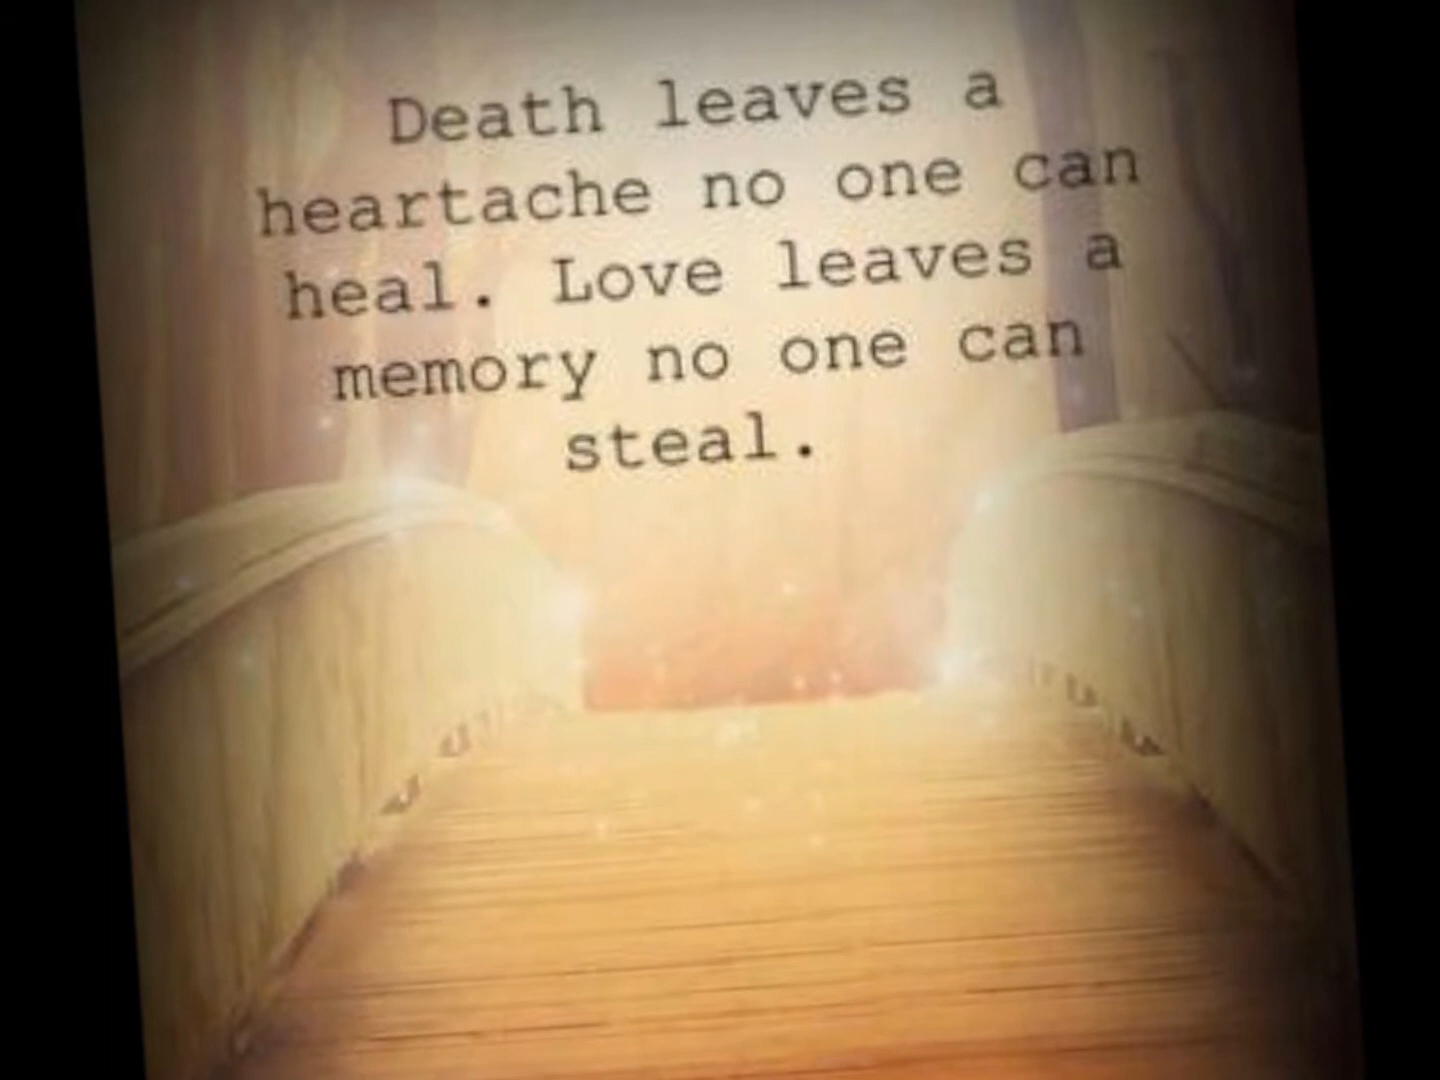 Death leaves a
heartache no one can
heal. Love leaves a
memory no one can
steal.